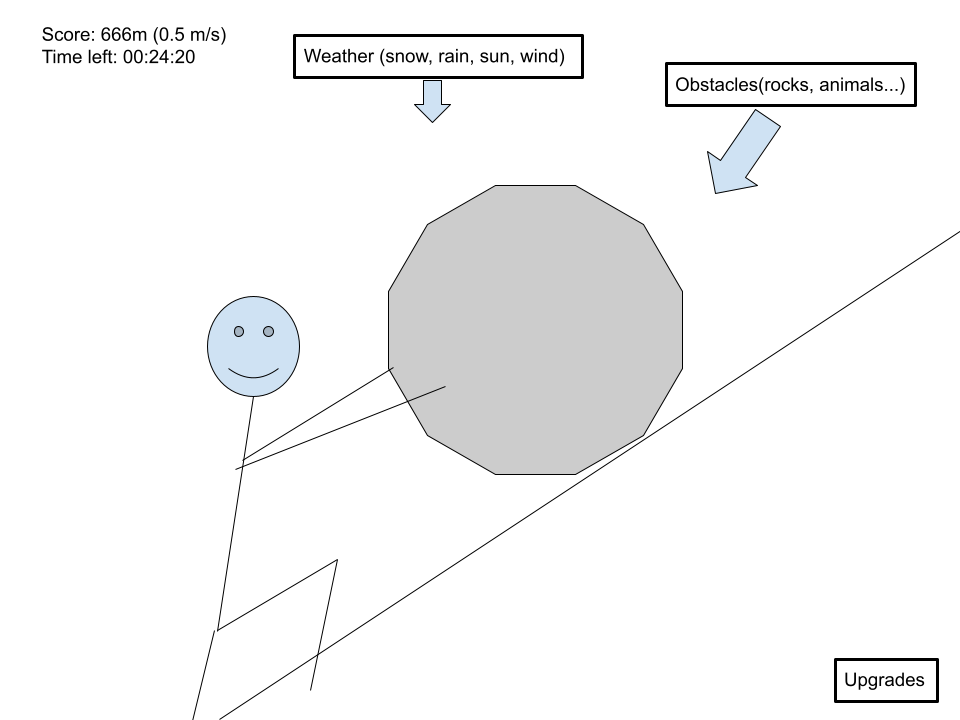 Score: 666m (0.5 m/s)
Time left: 00:24:20
Weather (snow, rain, sun, wind)
Obstacles(rocks, animals...)
Upgrades